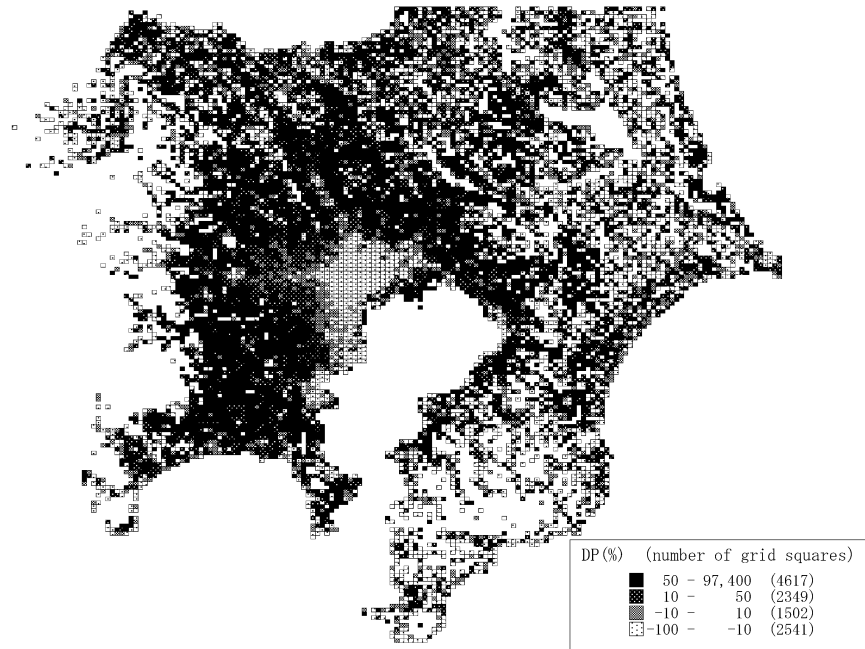 DP(%) (number of grid squares)
50 - 97,400 (4617)
10 - 50 (2349)
-10 - 10 (1502)
-100 - -10 (2541)